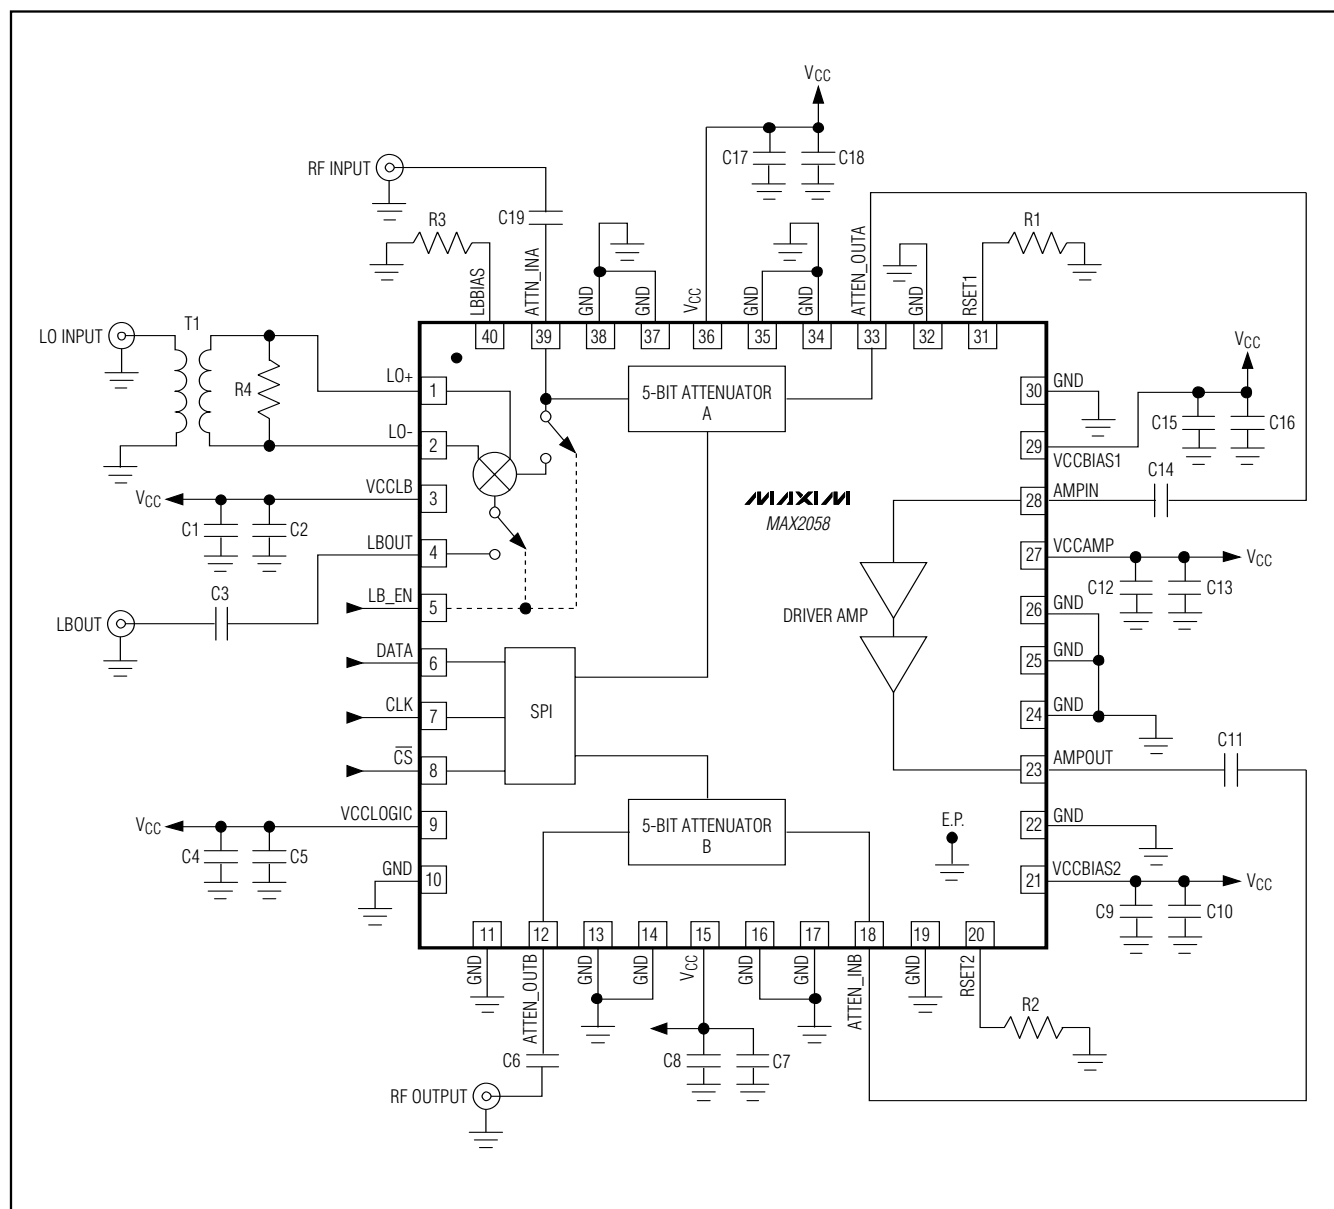 VCC
C17
C18
RF INPUT
C19
R3
R1
LBBIAS
ATTN_INA
GND
GND
VCC
GND
GND
ATTEN_OUTA
GND
RSET1
40
39
38
37
36
35
34
33
32
31
LO INPUT
T1
R4
LO+
1
LO-
2
VCC
VCCLB
3
C1
C2
LBOUT
4
C3
LB_EN
5
LBOUT
DATA
6
CLK
7
CS
8
VCC
VCCLOGIC
9
C4
C5
GND
10
5-BIT ATTENUATOR
A
MAXIM
MAX2058
DRIVER AMP
SPI
5-BIT ATTENUATOR
B
E.P.
VCC
30
GND
C15
C16
29
VCCBIAS1
C14
28
AMPIN
27
VCCAMP
VCC
C12
C13
26
GND
25
GND
24
GND
C11
23
AMPOUT
22
GND
21
VCCBIAS2
VCC
C9
C10
11
12
13
14
15
16
17
18
19
20
GND
ATTEN_OUTB
GND
GND
VCC
GND
GND
ATTEN_INB
GND
RSET2
R2
C6
C8
C7
RF OUTPUT